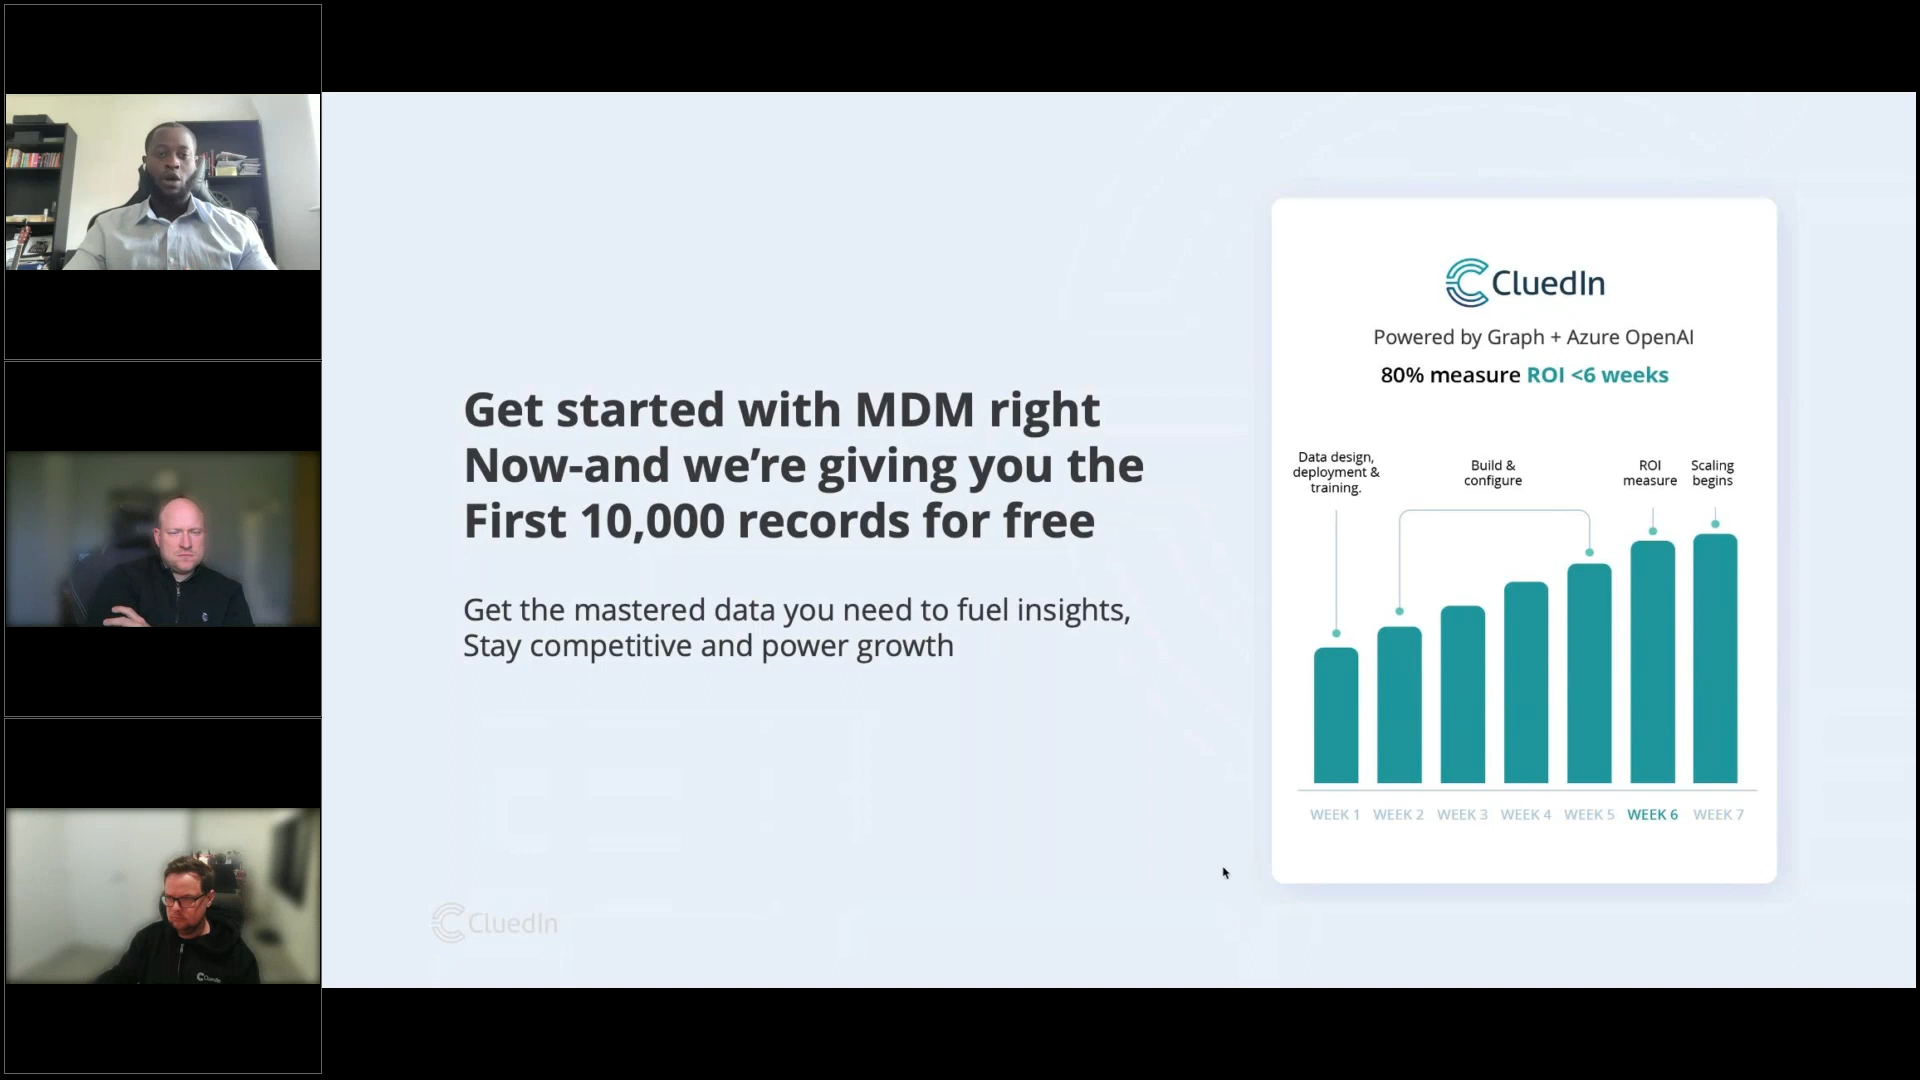 Get started with MDM right
Now-and we're giving you the
First 10,000 records for free
Get the mastered data you need to fuel insights,
Stay competitive and power growth
CluedIn
CluedIn
Powered by Graph + Azure OpenAI
80% measure ROI <6 weeks
Data design,
deployment &
training.
Build &
configure
ROI
measure
Scaling
begins
WEEK 1 WEEK 2 WEEK 3 WEEK 4 WEEK 5 WEEK 6 WEEK 7